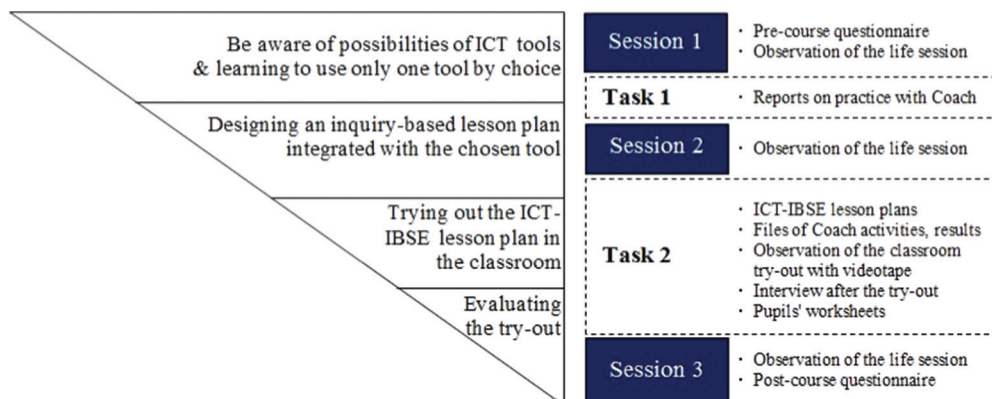 Be aware of possibilities of ICT tools
& learning to use only one tool by choice
Designing an inquiry-based lesson plan
integrated with the chosen tool
Trying out the ICT-
IBSE lesson plan in
the classroom
Evaluating
the try-out
Session 1
· Pre-course questionnaire
· Observation of the life session
Task 1
· Reports on practice with Coach
Session 2
· Observation of the life session
Task 2
· ICT-IBSE lesson plans
· Files of Coach activities, results
· Observation of the classroom
try-out with videotape
· Interview after the try-out
· Pupils' worksheets
Session 3
· Observation of the life session
· Post-course questionnaire